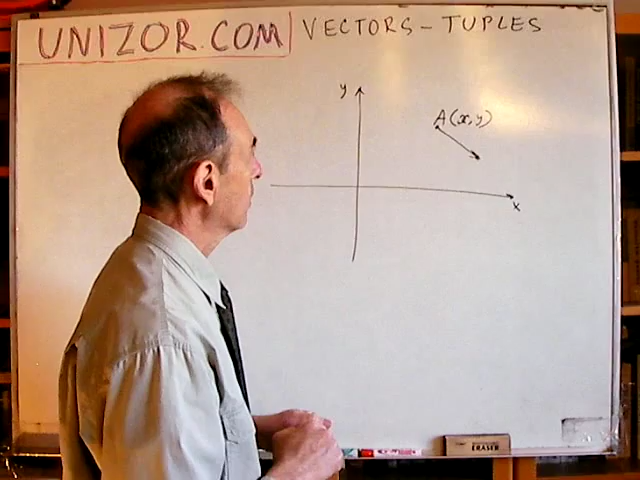 UNIZOR.COM VECTORS - TUPLES
y
A(x,y)
x
ERASER